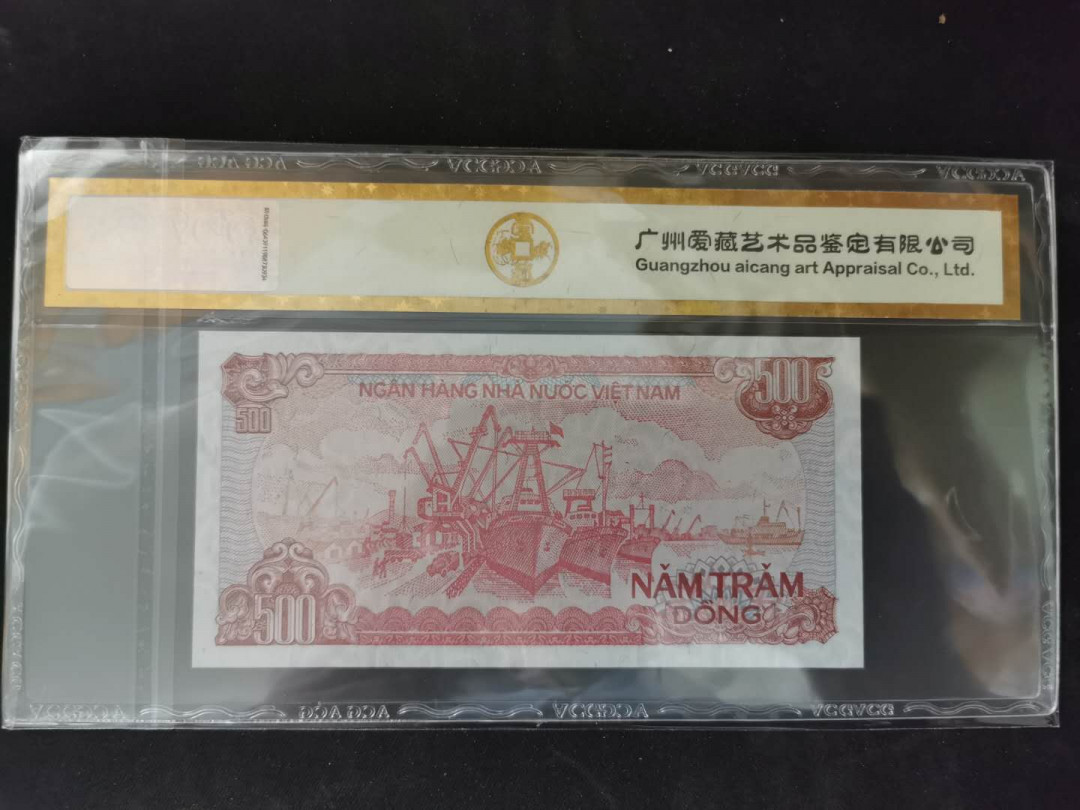 ACGACG
广州爱藏艺术品鉴定有限公司
Guangzhou aicang art Appraisal Co., Ltd.
500
NGÂN HÀNG NHÀ NƯỚC VIỆT NAM
500
500
NĂM TRĂM
ĐỒNG